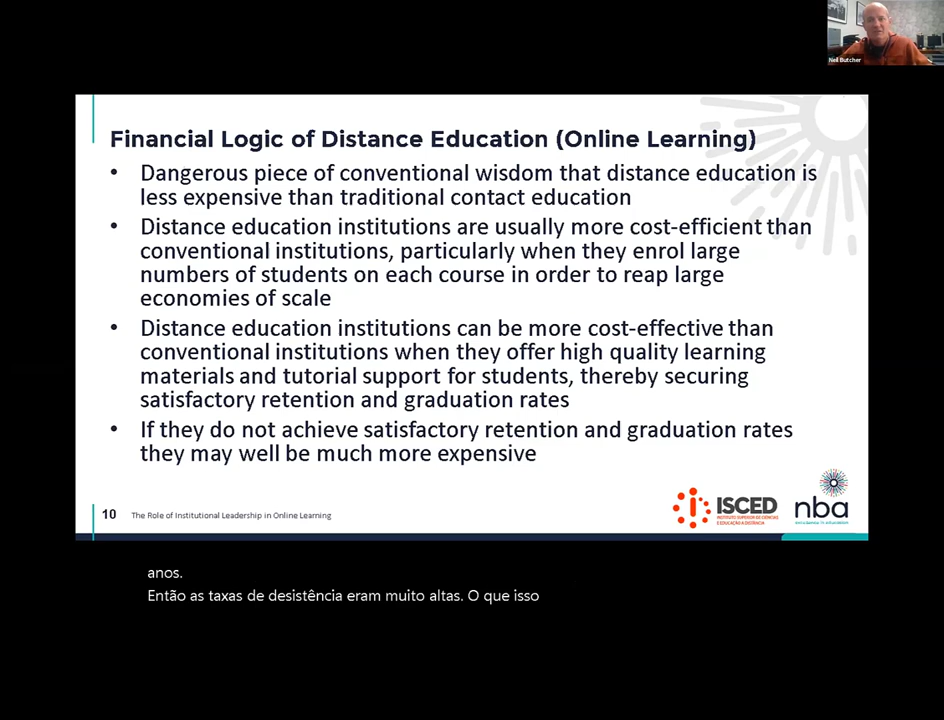 Neil Butcher
Financial Logic of Distance Education (Online Learning)
• Dangerous piece of conventional wisdom that distance education is
less expensive than traditional contact education
• Distance education institutions are usually more cost-efficient than
conventional institutions, particularly when they enrol large
numbers of students on each course in order to reap large
economies of scale
• Distance education institutions can be more cost-effective than
conventional institutions when they offer high quality learning
materials and tutorial support for students, thereby securing
satisfactory retention and graduation rates
• If they do not achieve satisfactory retention and graduation rates
they may well be much more expensive
10 The Role of Institutional Leadership in Online Learning
ISCED
INSTITUTO SUPERIOR DE CIÊNCIAS
E EDUCAÇÃO A DISTÂNCIA
nba
anos.
Então as taxas de desistência eram muito altas. O que isso